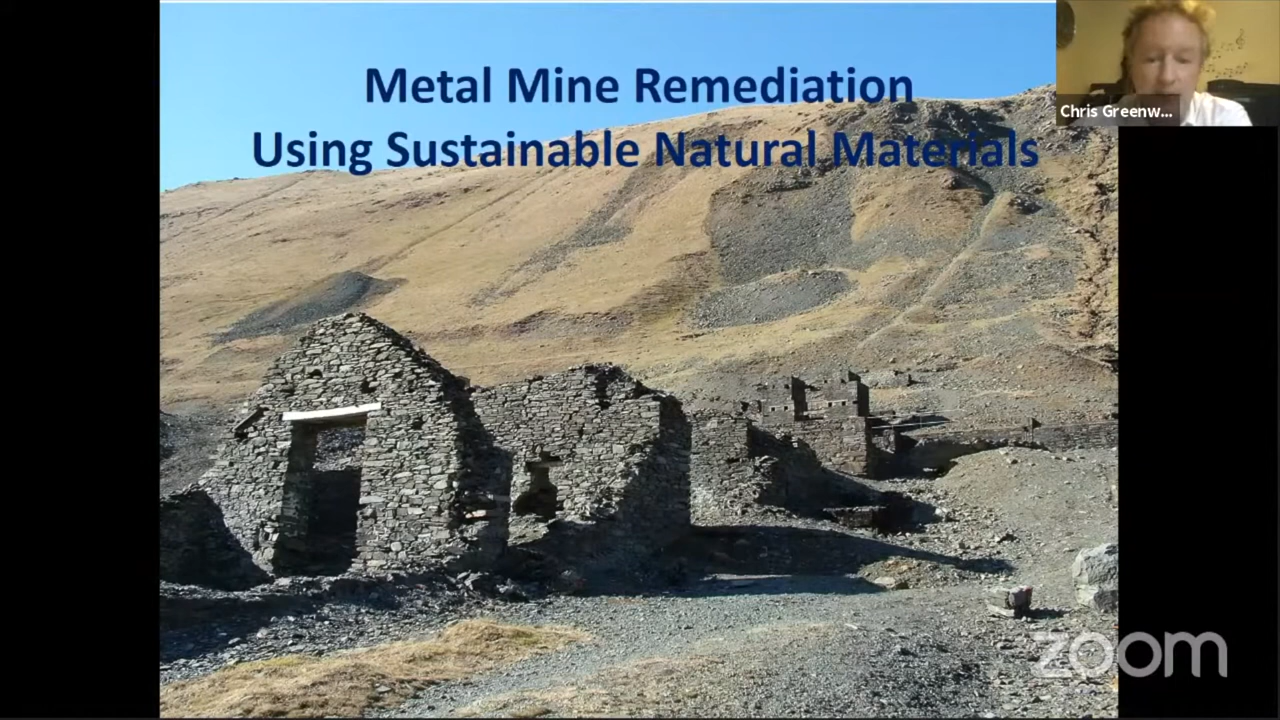 Metal Mine Remediation
Using Sustainable Natural Materials
Chris Greenw...
zoom